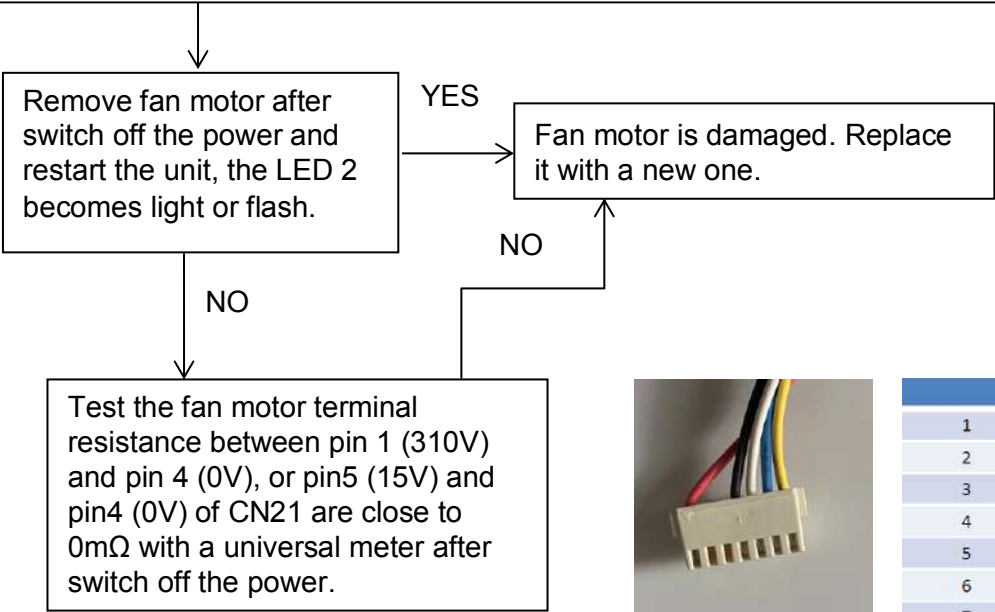 Remove fan motor after
switch off the power and
restart the unit, the LED 2
becomes light or flash.
YES
Fan motor is damaged. Replace
it with a new one.
NO
NO
Test the fan motor terminal
resistance between pin 1 (310V)
and pin 4 (0V), or pin5 (15V) and
pin4 (0V) of CN21 are close to
0mΩ with a universal meter after
switch off the power.
1
2
3
4
5
6